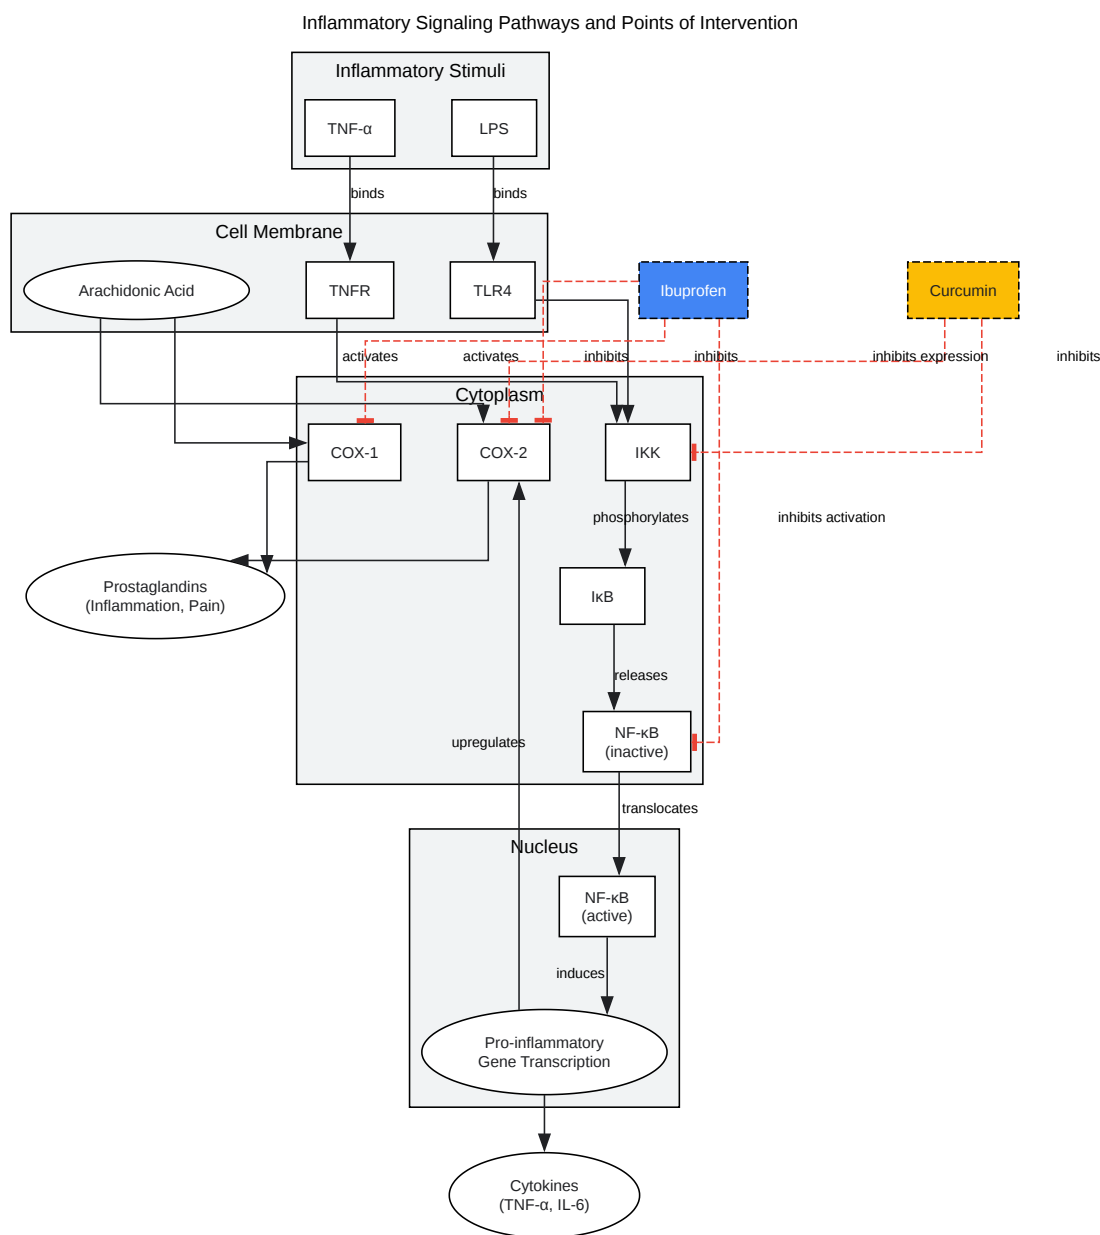 Inflammatory Signaling Pathways and Points of Intervention
Inflammatory Stimuli
TNF-α
LPS
binds
binds
Cell Membrane
Arachidonic Acid
TNFR
TLR4
Ibuprofen
Curcumin
activates
activates
inhibits
inhibits
inhibits expression
inhibits
Cytoplasm
COX-1
COX-2
IKK
phosphorylates
inhibits activation
Prostaglandins
(Inflammation, Pain)
IκB
releases
NF-κB
(inactive)
upregulates
translocates
Nucleus
NF-κB
(active)
induces
Pro-inflammatory
Gene Transcription
Cytokines
(TNF-α, IL-6)